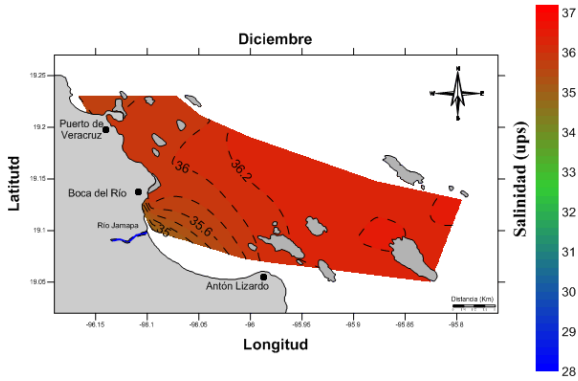 Diciembre
37
36
35
34
33
32
31
30
29
28
Salinidad (ups)
19.25
19.2
19.15
19.1
19.05
Latitutd
Puerto de
Veracruz
Boca del Río
Río Jamapa
Antón Lizardo
36
36.2
35.6
35
N
S
Distancia (Km)
-96.15
-96.1
-96.05
-96
-95.95
-95.9
-95.85
-95.8
Longitud